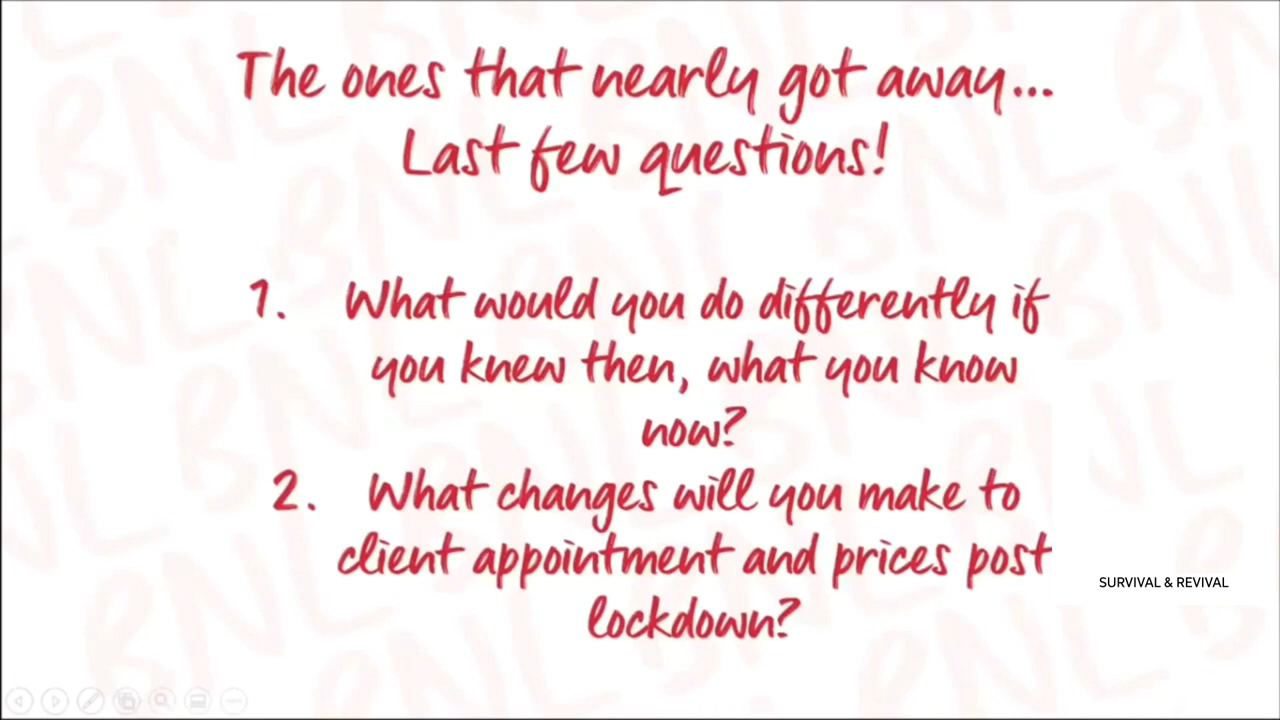 The ones that nearly got away...
Last few questions!
1. What would you do differently if
you knew then, what you know
now?
2. What changes will you make to
client appointment and prices post
lockdown?
SURVIVAL & REVIVAL